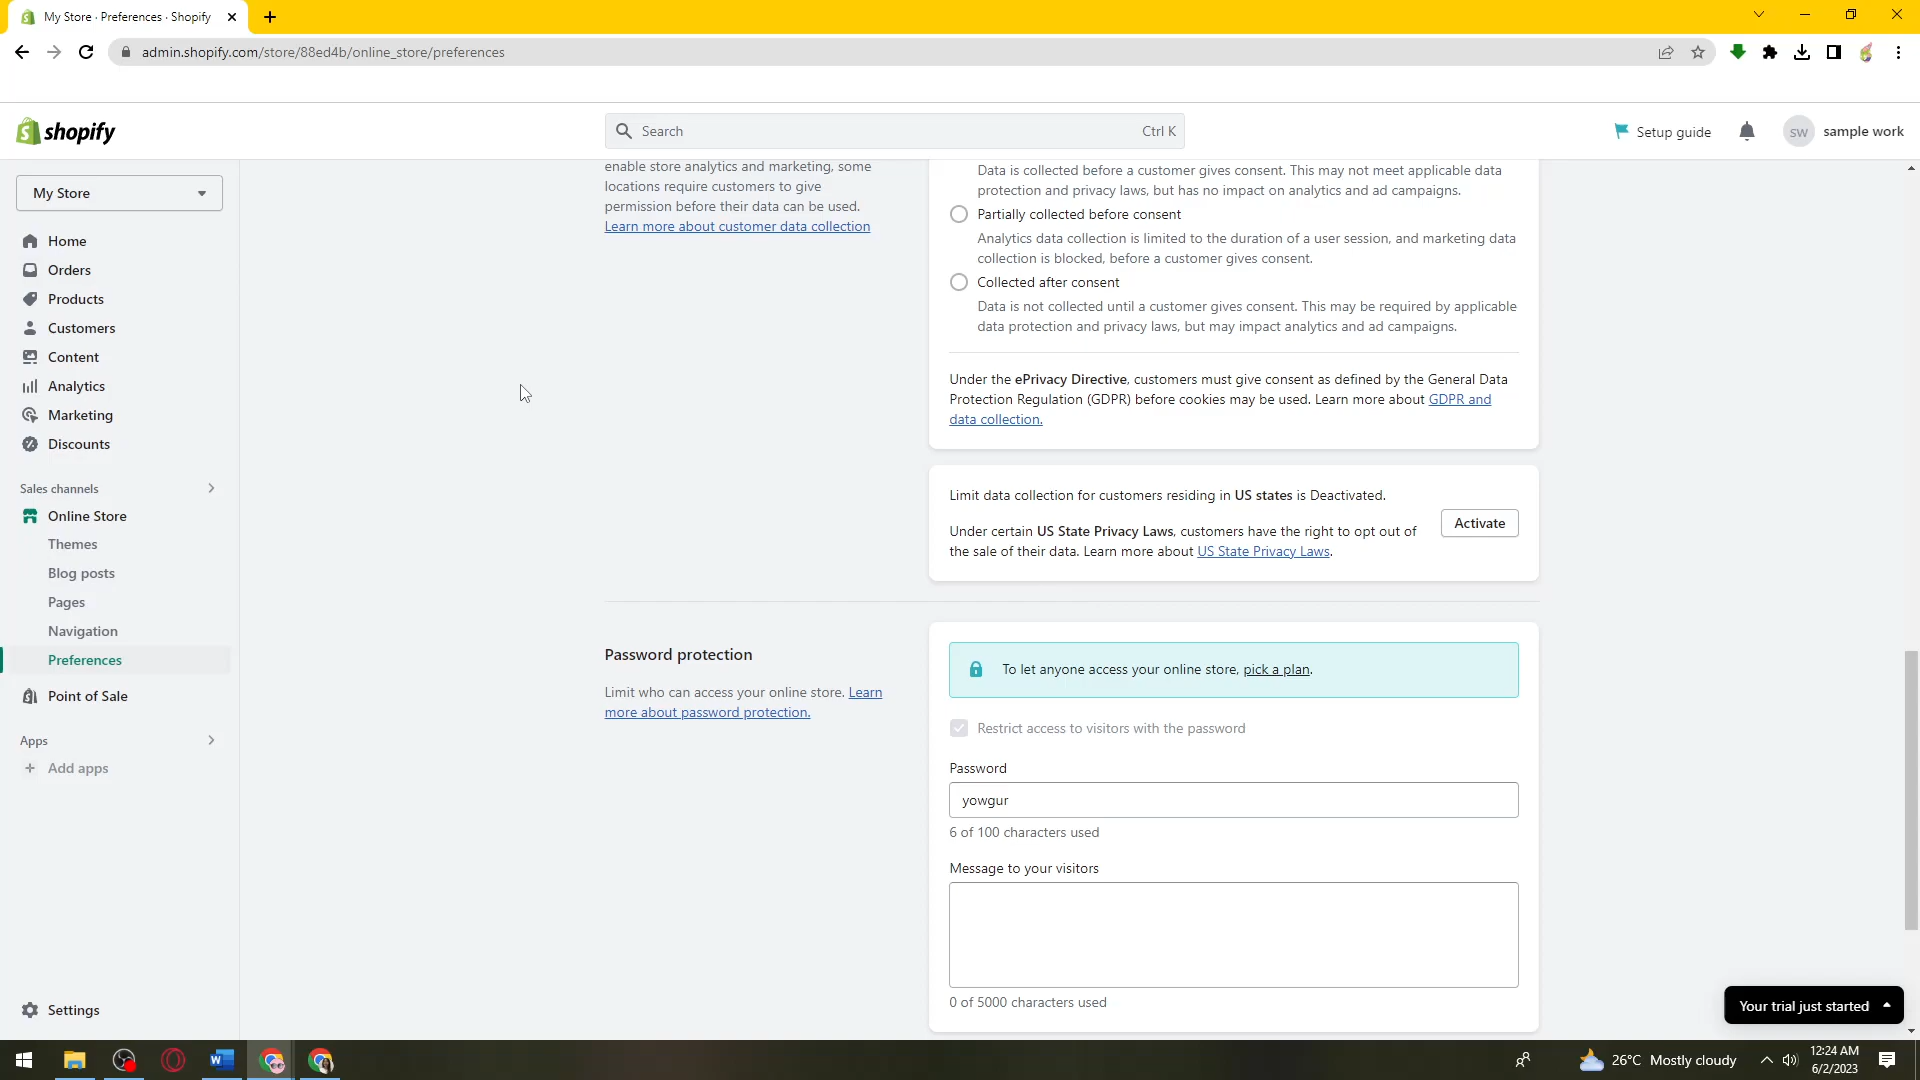 My Store · Preferences · Shopify
admin.shopify.com/store/88ed4b/online_store/preferences
shopify
Search
Ctrl K
Setup guide
SW
sample work
My Store
Home
Orders
Products
Customers
Content
Analytics
Marketing
Discounts
Sales channels
Online Store
Themes
Blog posts
Pages
Navigation
Preferences
Point of Sale
Apps
Add apps
Settings
enable store analytics and marketing, some
locations require customers to give
permission before their data can be used.
Learn more about customer data collection
Data is collected before a customer gives consent. This may not meet applicable data
protection and privacy laws, but has no impact on analytics and ad campaigns.
Partially collected before consent
Analytics data collection is limited to the duration of a user session, and marketing data
collection is blocked, before a customer gives consent.
Collected after consent
Data is not collected until a customer gives consent. This may be required by applicable
data protection and privacy laws, but may impact analytics and ad campaigns.
Under the ePrivacy Directive, customers must give consent as defined by the General Data
Protection Regulation (GDPR) before cookies may be used. Learn more about GDPR and
data collection.
Limit data collection for customers residing in US states is Deactivated.
Under certain US State Privacy Laws, customers have the right to opt out of
the sale of their data. Learn more about US State Privacy Laws.
Activate
Password protection
Limit who can access your online store. Learn
more about password protection.
To let anyone access your online store, pick a plan.
Restrict access to visitors with the password
Password
yowgur
6 of 100 characters used
Message to your visitors
0 of 5000 characters used
Your trial just started
26°C Mostly cloudy
12:24 AM
6/2/2023